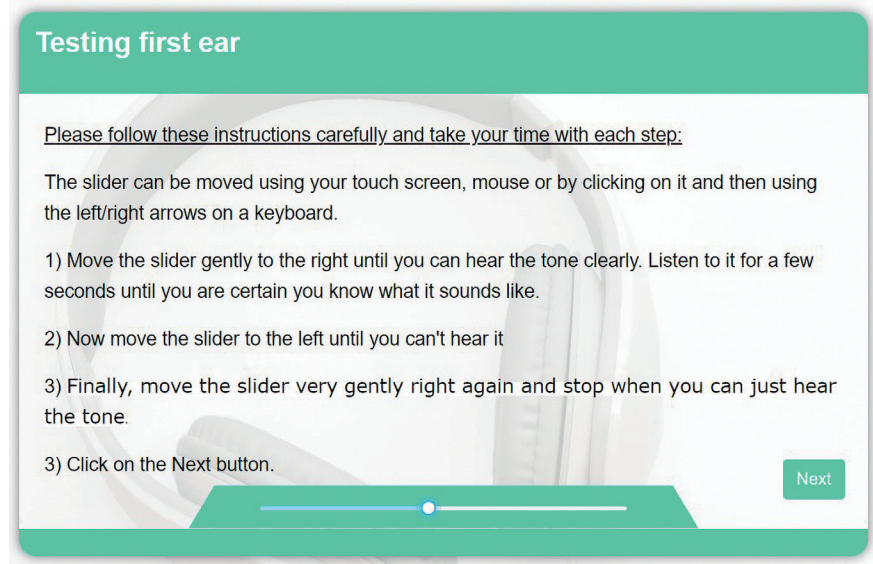 Testing first ear
Please follow these instructions carefully and take your time with each step:
The slider can be moved using your touch screen, mouse or by clicking on it and then using
the left/right arrows on a keyboard.
1) Move the slider gently to the right until you can hear the tone clearly. Listen to it for a few
seconds until you are certain you know what it sounds like.
2) Now move the slider to the left until you can't hear it
3) Finally, move the slider very gently right again and stop when you can just hear
the tone.
3) Click on the Next button.
Next